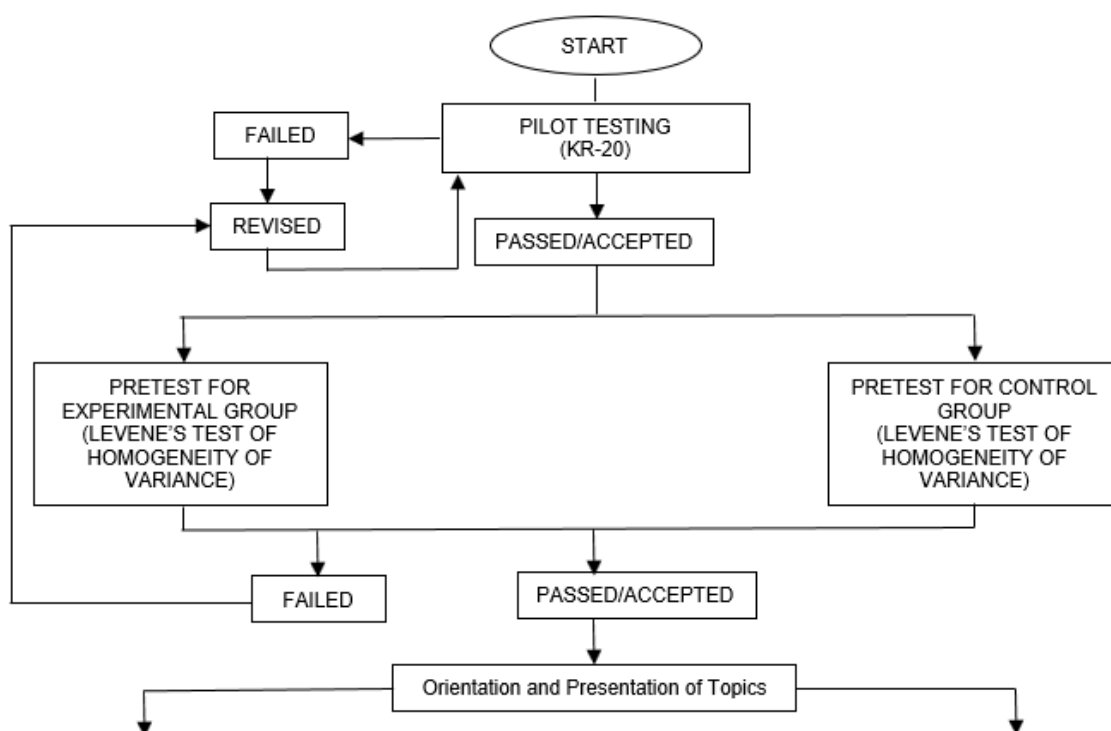 START
PILOT TESTING
(KR-20)
FAILED
REVISED
PASSED/ACCEPTED
PRETEST FOR
EXPERIMENTAL GROUP
(LEVENE'S TEST OF
HOMOGENEITY OF
VARIANCE)
PRETEST FOR CONTROL
GROUP
(LEVENE'S TEST OF
HOMOGENEITY OF
VARIANCE)
FAILED
PASSED/ACCEPTED
Orientation and Presentation of Topics